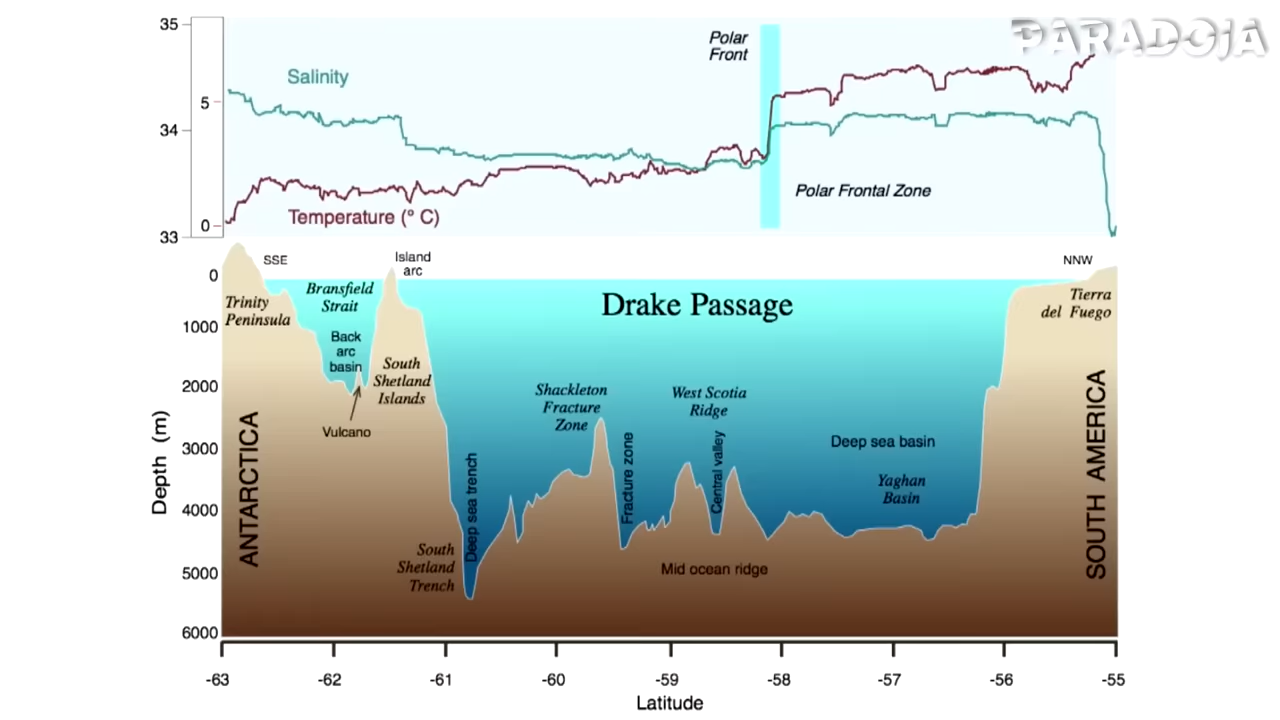 PARADOJA
35
Polar
Front
Salinity
5
34
Polar Frontal Zone
Temperature (° C)
0
33
SSE
Island
arc
NNW
0
Bransfield
Strait
Trinity
Peninsula
Drake Passage
Tierra
del Fuego
1000
Back
arc
basin
South
Shetland
Islands
2000
Shackleton
Fracture
Zone
West Scotia
Ridge
Vulcano
Depth (m)
ANTARCTICA
3000
Deep sea trench
Fracture zone
Central valley
Deep sea basin
Yaghan
Basin
SOUTH AMERICA
4000
South
Shetland
Trench
Mid ocean ridge
5000
6000
-63
-62
-61
-60
-59
-58
-57
-56
-55
Latitude